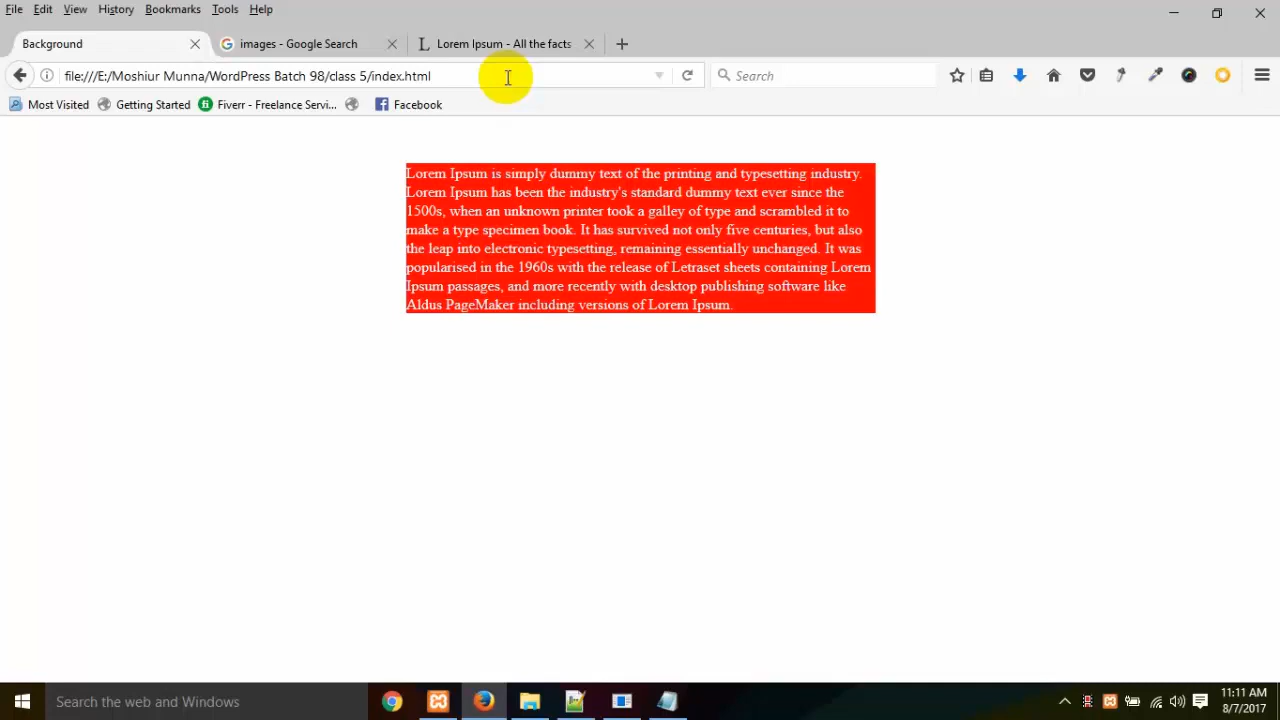 File Edit View History Bookmarks Tools Help
Background
images - Google Search
Lorem Ipsum - All the facts
file:///E:/Moshiur Munna/WordPress Batch 98/class 5/index.html
Search
Most Visited
Getting Started
Fiverr - Freelance Servi...
Facebook
Lorem Ipsum is simply dummy text of the printing and typesetting industry.
Lorem Ipsum has been the industry's standard dummy text ever since the
1500s, when an unknown printer took a galley of type and scrambled it to
make a type specimen book. It has survived not only five centuries, but also
the leap into electronic typesetting, remaining essentially unchanged. It was
popularised in the 1960s with the release of Letraset sheets containing Lorem
Ipsum passages, and more recently with desktop publishing software like
Aldus PageMaker including versions of Lorem Ipsum.
Search the web and Windows
11:11 AM
8/7/2017